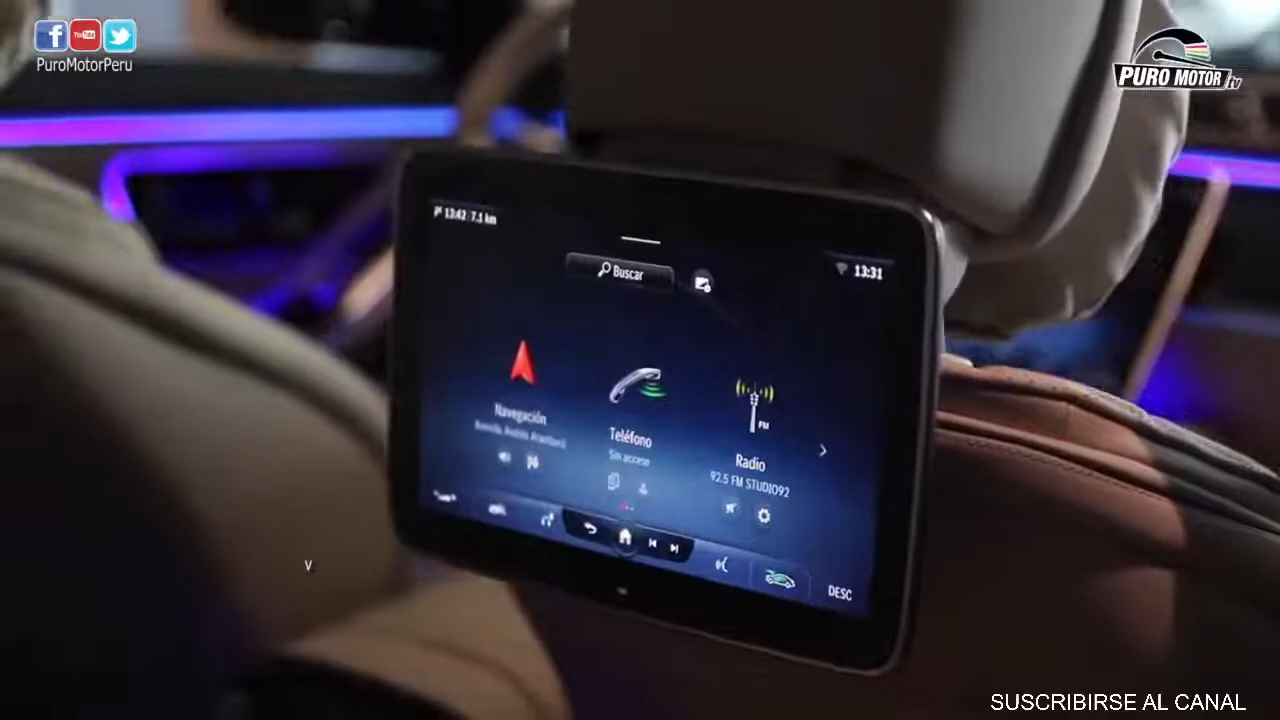 PuroMotorPeru
PURO MOTOR tv
13:42 7.1 km
Buscar
13:31
Navegación
Teléfono
Sin acceso
FM
Radio
92.5 FM STUDIO92
DESC
V
SUSCRIBIRSE AL CANAL